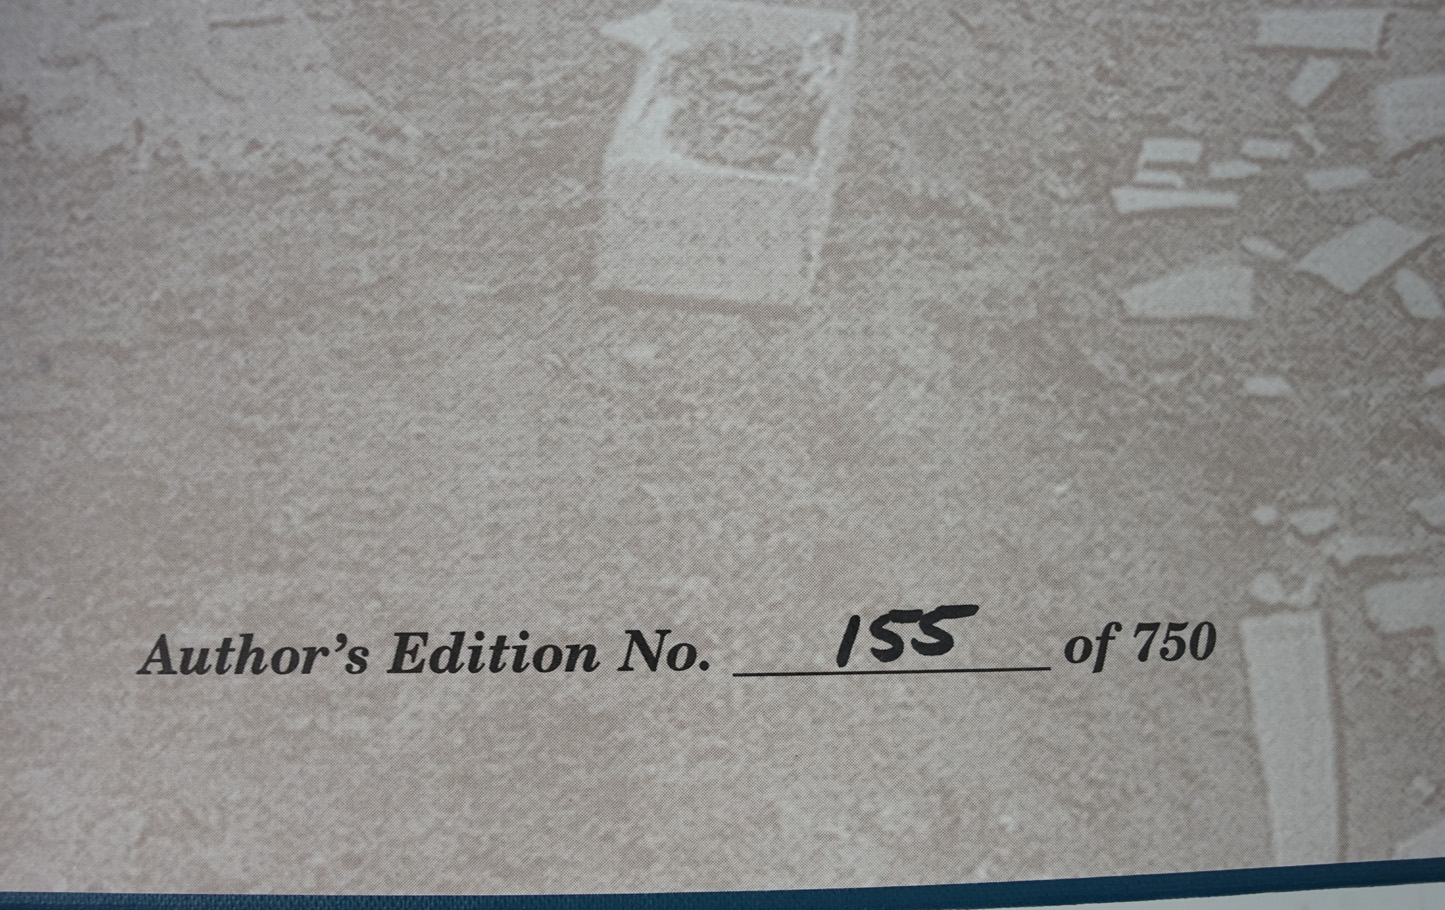 Author’s Edition No. 155 of 750